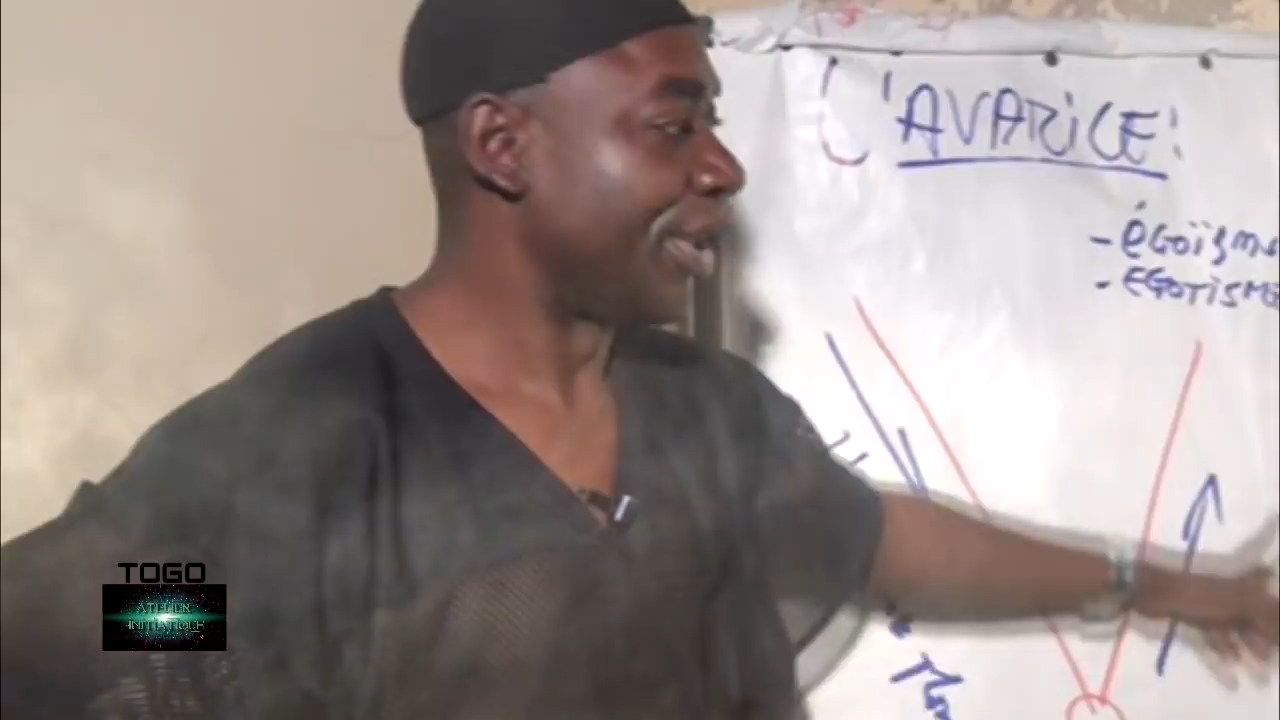 L'AVARICE:
- ÉGOÏSME
- EGOTISME
TOGO
ATELIER
INITIATIQUE